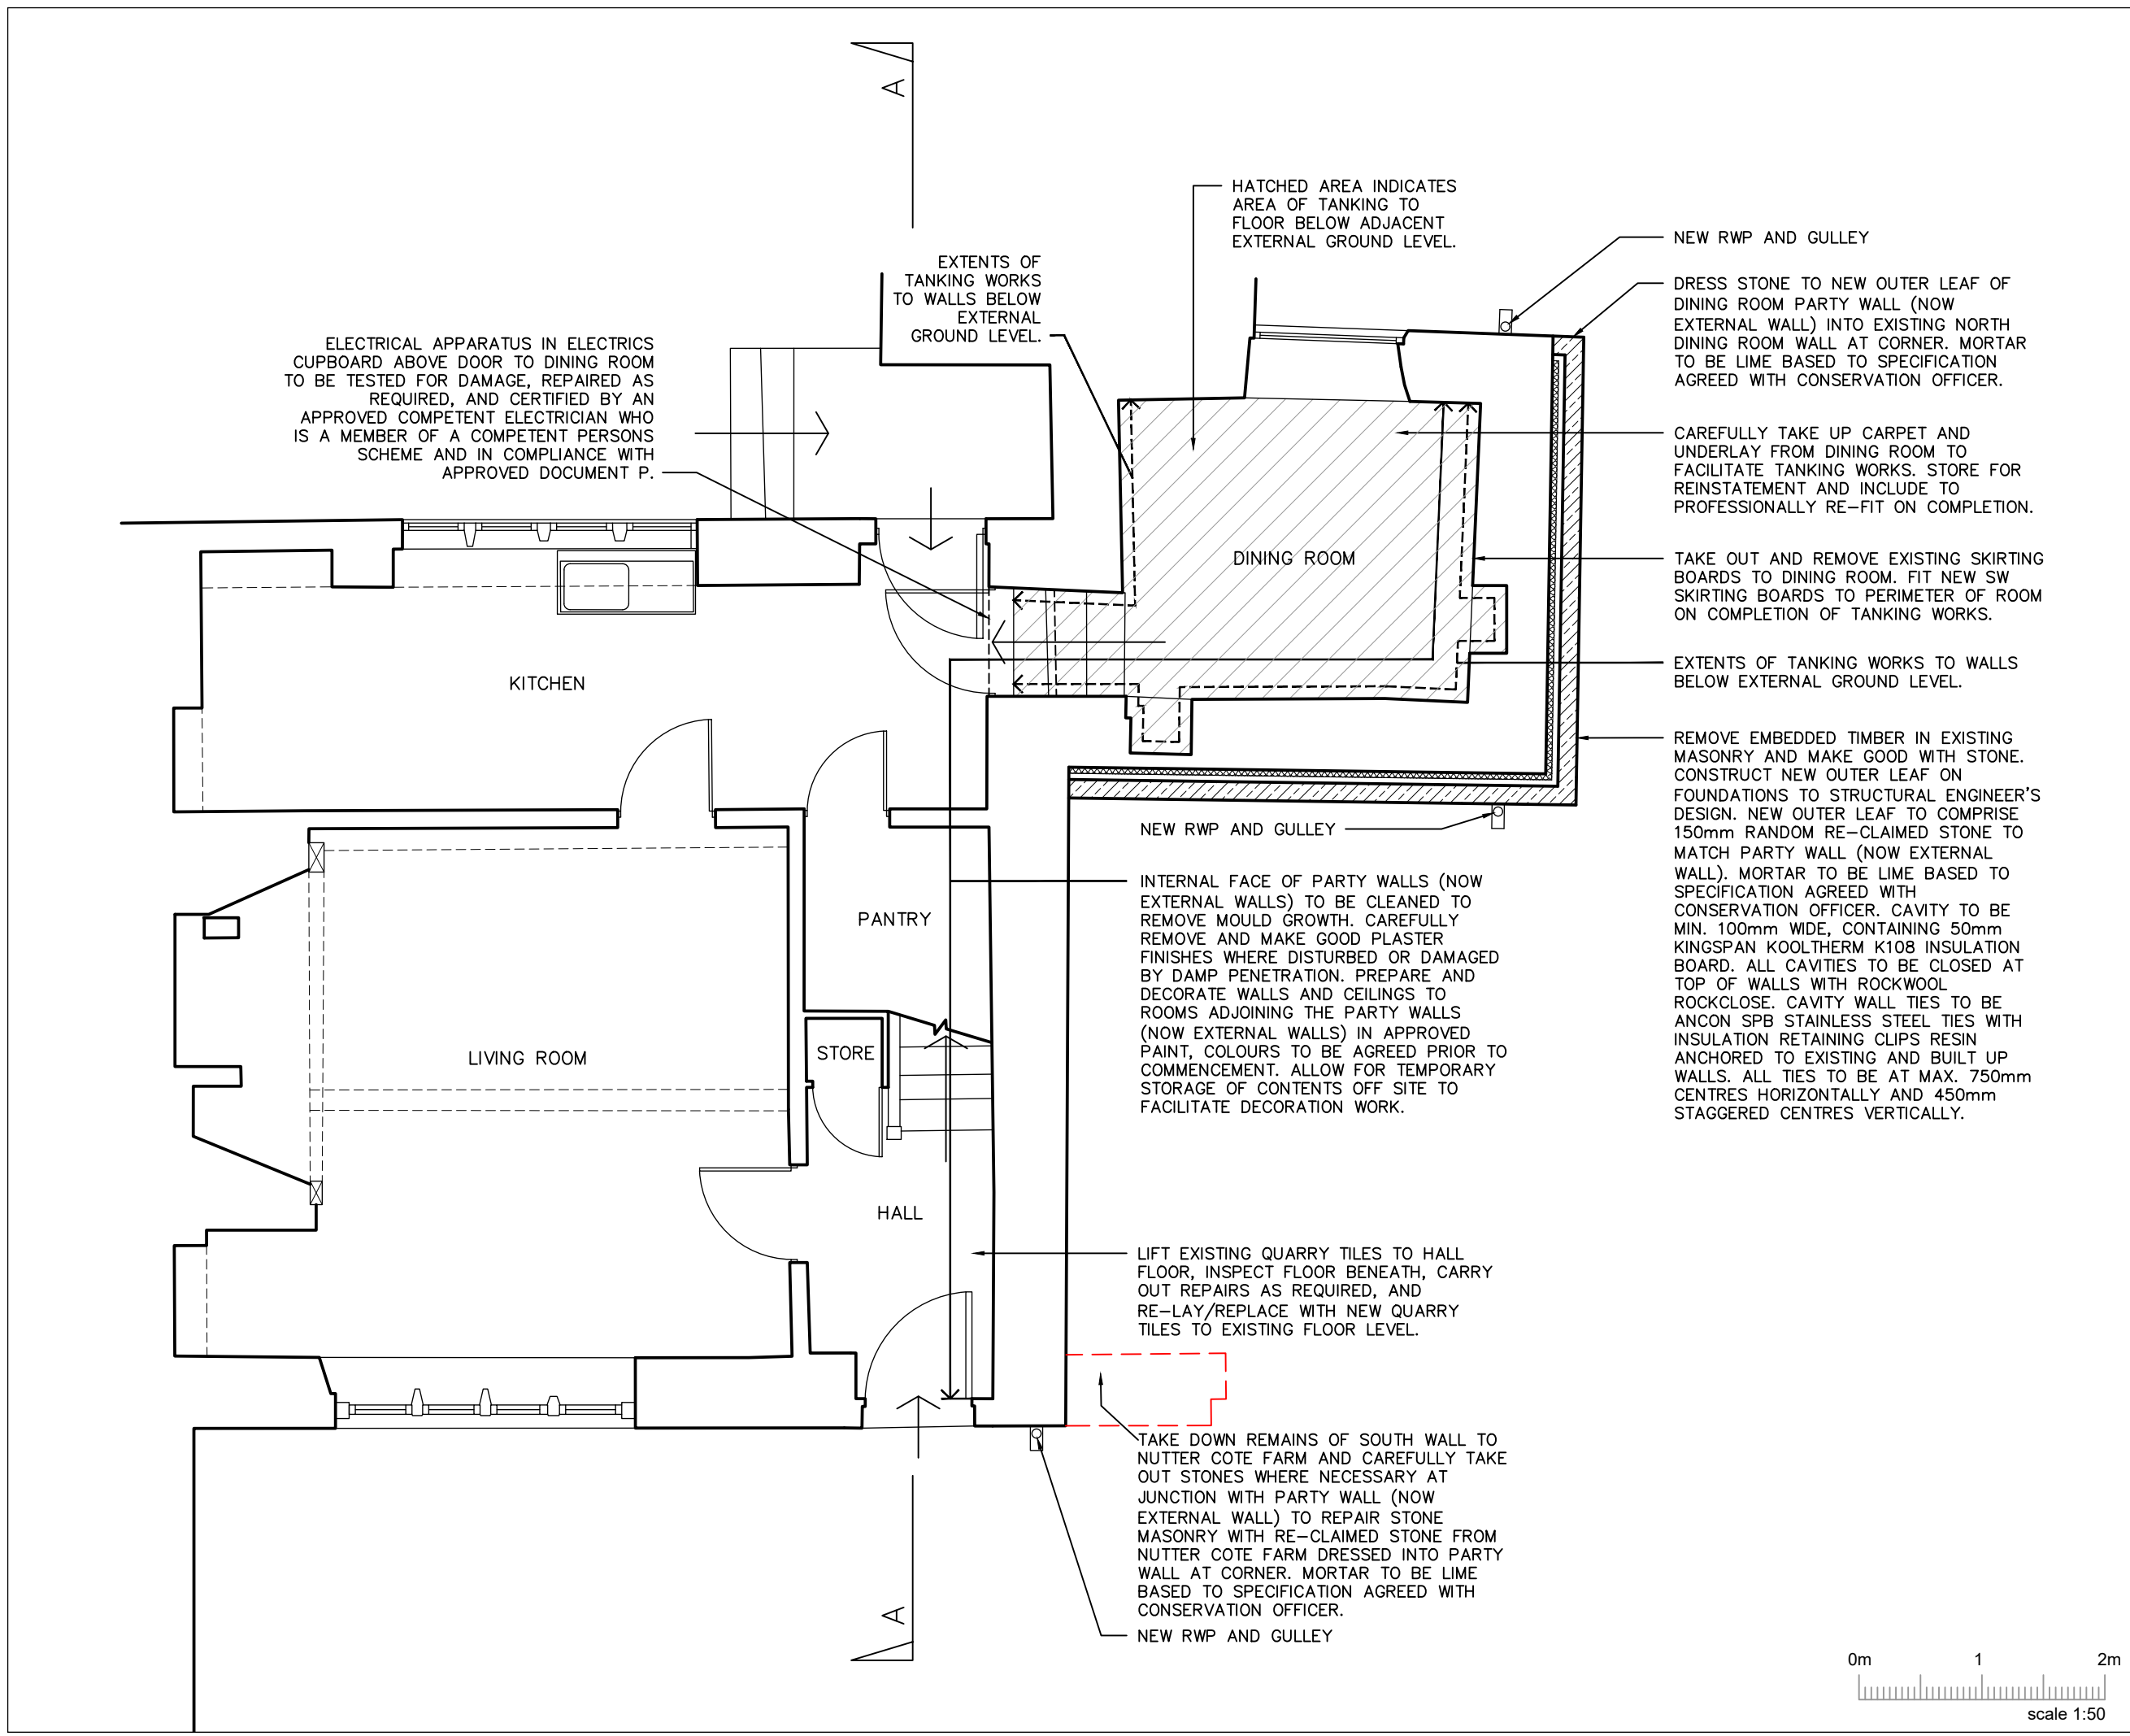 A
HATCHED AREA INDICATES
AREA OF TANKING TO
FLOOR BELOW ADJACENT
EXTERNAL GROUND LEVEL.
NEW RWP AND GULLEY
EXTENTS OF
TANKING WORKS
TO WALLS BELOW
EXTERNAL
GROUND LEVEL.
DRESS STONE TO NEW OUTER LEAF OF
DINING ROOM PARTY WALL (NOW
EXTERNAL WALL) INTO EXISTING NORTH
DINING ROOM WALL AT CORNER. MORTAR
TO BE LIME BASED TO SPECIFICATION
AGREED WITH CONSERVATION OFFICER.
ELECTRICAL APPARATUS IN ELECTRICS
CUPBOARD ABOVE DOOR TO DINING ROOM
TO BE TESTED FOR DAMAGE, REPAIRED AS
REQUIRED, AND CERTIFIED BY AN
APPROVED COMPETENT ELECTRICIAN WHO
IS A MEMBER OF A COMPETENT PERSONS
SCHEME AND IN COMPLIANCE WITH
APPROVED DOCUMENT P.
CAREFULLY TAKE UP CARPET AND
UNDERLAY FROM DINING ROOM TO
FACILITATE TANKING WORKS. STORE FOR
REINSTATEMENT AND INCLUDE TO
PROFESSIONALLY RE-FIT ON COMPLETION.
DINING ROOM
TAKE OUT AND REMOVE EXISTING SKIRTING
BOARDS TO DINING ROOM. FIT NEW SW
SKIRTING BOARDS TO PERIMETER OF ROOM
ON COMPLETION OF TANKING WORKS.
KITCHEN
EXTENTS OF TANKING WORKS TO WALLS
BELOW EXTERNAL GROUND LEVEL.
REMOVE EMBEDDED TIMBER IN EXISTING
MASONRY AND MAKE GOOD WITH STONE.
CONSTRUCT NEW OUTER LEAF ON
FOUNDATIONS TO STRUCTURAL ENGINEER'S
DESIGN. NEW OUTER LEAF TO COMPRISE
150mm RANDOM RE-CLAIMED STONE TO
MATCH PARTY WALL (NOW EXTERNAL
WALL). MORTAR TO BE LIME BASED TO
SPECIFICATION AGREED WITH
CONSERVATION OFFICER. CAVITY TO BE
MIN. 100mm WIDE, CONTAINING 50mm
KINGSPAN KOOLTHERM K108 INSULATION
BOARD. ALL CAVITIES TO BE CLOSED AT
TOP OF WALLS WITH ROCKWOOL
ROCKCLOSE. CAVITY WALL TIES TO BE
ANCON SPB STAINLESS STEEL TIES WITH
INSULATION RETAINING CLIPS RESIN
ANCHORED TO EXISTING AND BUILT UP
WALLS. ALL TIES TO BE AT MAX. 750mm
CENTRES HORIZONTALLY AND 450mm
STAGGERED CENTRES VERTICALLY.
NEW RWP AND GULLEY
INTERNAL FACE OF PARTY WALLS (NOW
EXTERNAL WALLS) TO BE CLEANED TO
REMOVE MOULD GROWTH. CAREFULLY
REMOVE AND MAKE GOOD PLASTER
FINISHES WHERE DISTURBED OR DAMAGED
BY DAMP PENETRATION. PREPARE AND
DECORATE WALLS AND CEILINGS TO
ROOMS ADJOINING THE PARTY WALLS
(NOW EXTERNAL WALLS) IN APPROVED
PAINT, COLOURS TO BE AGREED PRIOR TO
COMMENCEMENT. ALLOW FOR TEMPORARY
STORAGE OF CONTENTS OFF SITE TO
FACILITATE DECORATION WORK.
PANTRY
STORE
LIVING ROOM
HALL
LIFT EXISTING QUARRY TILES TO HALL
FLOOR, INSPECT FLOOR BENEATH, CARRY
OUT REPAIRS AS REQUIRED, AND
RE-LAY/REPLACE WITH NEW QUARRY
TILES TO EXISTING FLOOR LEVEL.
TAKE DOWN REMAINS OF SOUTH WALL TO
NUTTER COTE FARM AND CAREFULLY TAKE
OUT STONES WHERE NECESSARY AT
JUNCTION WITH PARTY WALL (NOW
EXTERNAL WALL) TO REPAIR STONE
MASONRY WITH RE-CLAIMED STONE FROM
NUTTER COTE FARM DRESSED INTO PARTY
WALL AT CORNER. MORTAR TO BE LIME
BASED TO SPECIFICATION AGREED WITH
CONSERVATION OFFICER.
NEW RWP AND GULLEY
A
0m 1 2m
scale 1:50